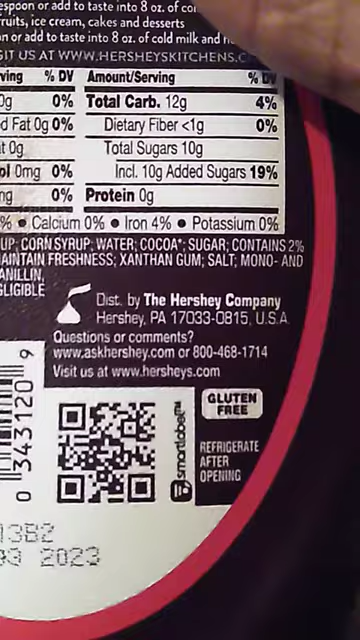 espoon or add to taste into 8 oz. of
fruits, ice cream, cakes and desserts
on or add to taste into 8 oz. of cold milk and
SIT US AT WWW.HERSHEYSKITCHENS.C
ving % DV Amount/Serving % DV
0g 0% Total Carb. 12g 4%
d Fat 0g 0% Dietary Fiber <1g 0%
t 0g Total Sugars 10g
ol 0mg 0% Incl. 10g Added Sugars 19%
ng 0% Protein 0g
% • Calcium 0% • Iron 4% • Potassium 0%
UP; CORN SYRUP; WATER; COCOA*; SUGAR; CONTAINS 2%
AINTAIN FRESHNESS; XANTHAN GUM; SALT; MONO- AND
ANILLIN.
GLIGIBLE
Dist. by The Hershey Company
Hershey, PA 17033-0815, U.S.A.
Questions or comments?
www.askhershey.com or 800-468-1714
Visit us at www.hersheys.com
0 343120 9
smartlabel™
GLUTEN
FREE
REFRIGERATE
AFTER
OPENING
13B2
2023